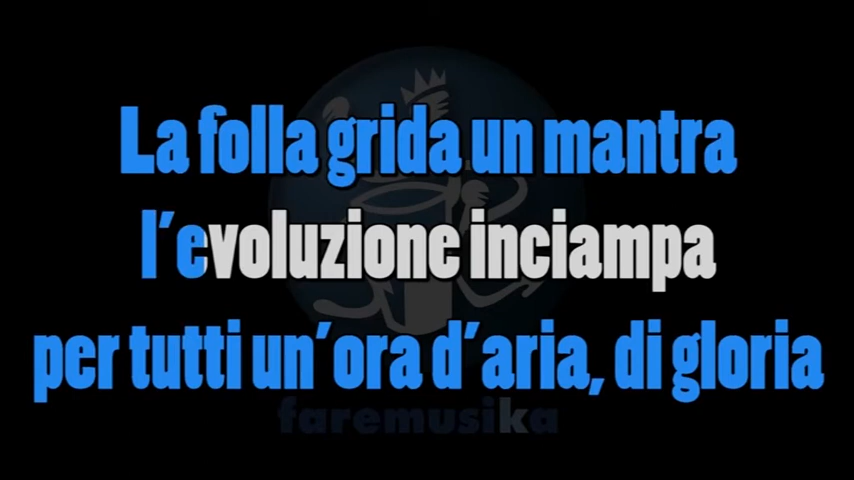 La folla grida un mantra
l'evoluzione inciampa
per tutti un'ora d'aria, di gloria
faremusika